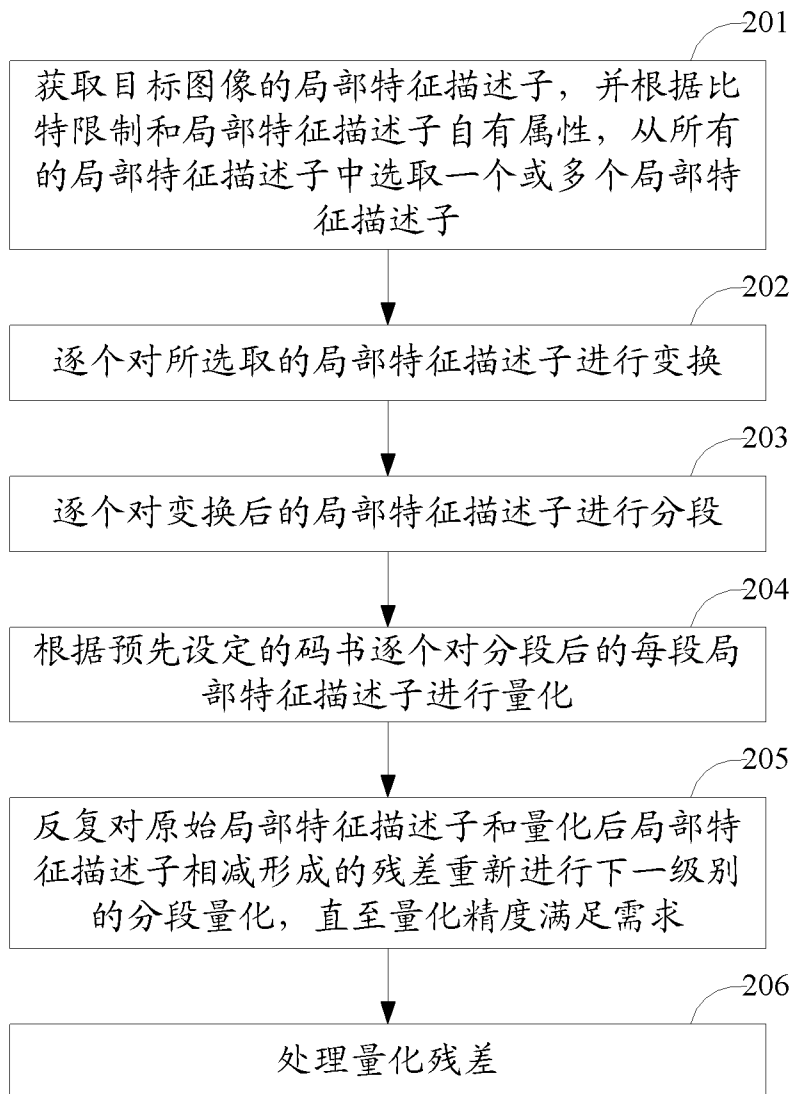 201
获取目标图像的局部特征描述子，并根据比
特限制和局部特征描述子自有属性，从所有
的局部特征描述子中选取一个或多个局部特
征描述子
202
逐个对所选取的局部特征描述子进行变换
203
逐个对变换后的局部特征描述子进行分段
204
根据预先设定的码书逐个对分段后的每段局
部特征描述子进行量化
205
反复对原始局部特征描述子和量化后局部特
征描述子相减形成的残差重新进行下一级别
的分段量化，直至量化精度满足需求
206
处理量化残差